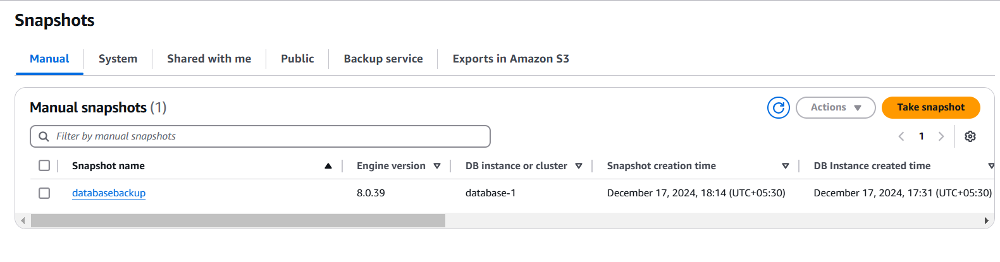 Snapshots
Manual System Shared with me Public Backup service Exports in Amazon S3
Manual snapshots (1) Actions Take snapshot
Filter by manual snapshots 1
Snapshot name Engine version DB instance or cluster Snapshot creation time DB Instance created time
databasebackup 8.0.39 database-1 December 17, 2024, 18:14 (UTC+05:30) December 17, 2024, 17:31 (UTC+05:30)